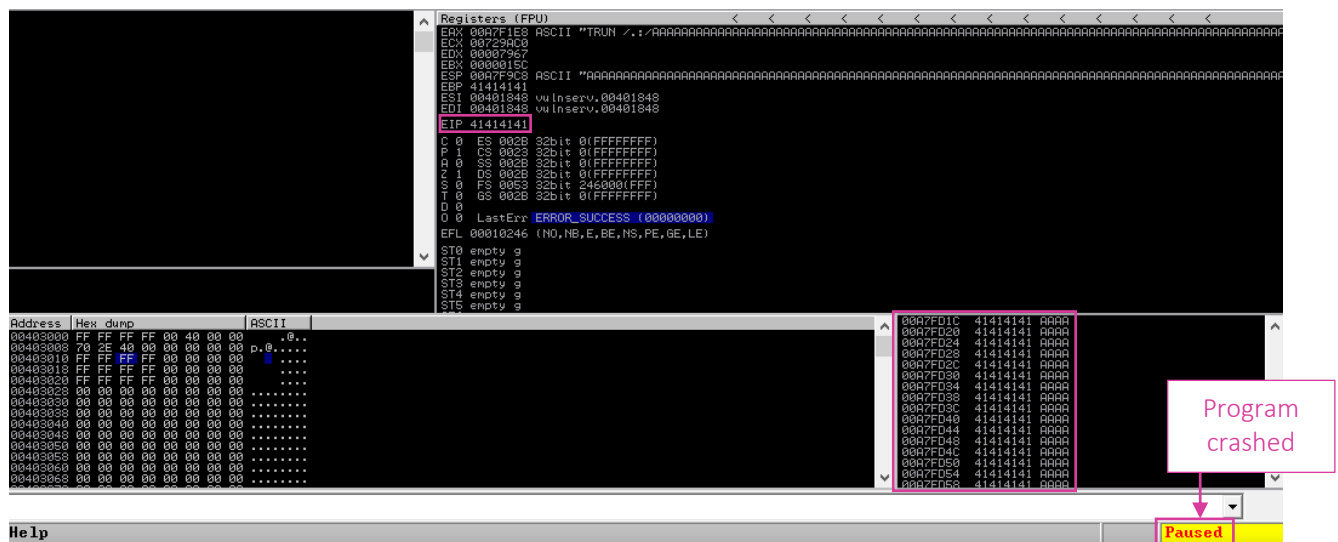 Registers (FPU) < < < < < < < < < < < < < <
EAX 00A7F1E8 ASCII "TRUN /.:/AAAAAAAAAAAAAAAAAAAAAAAAAAAAAAAAAAAAAAAAAAAAAAAAAAAAAAAAAAAAAAAAAAAAAAAAAAAAAAAAAAAAAA
ECX 00729AC0
EDX 00007967
EBX 0000015C
ESP 00A7F9C8 ASCII "AAAAAAAAAAAAAAAAAAAAAAAAAAAAAAAAAAAAAAAAAAAAAAAAAAAAAAAAAAAAAAAAAAAAAAAAAAAAAAAAAAAAAAAAAAAAAAA
EBP 41414141
ESI 00401848 vulnserv.00401848
EDI 00401848 vulnserv.00401848
EIP 41414141
C 0 ES 002B 32bit 0(FFFFFFFF)
P 1 CS 0023 32bit 0(FFFFFFFF)
A 0 SS 002B 32bit 0(FFFFFFFF)
Z 1 DS 002B 32bit 0(FFFFFFFF)
S 0 FS 0053 32bit 246000(FFF)
T 0 GS 002B 32bit 0(FFFFFFFF)
D 0
O 0 LastErr ERROR_SUCCESS (00000000)
EFL 00010246 (NO,NB,E,BE,NS,PE,GE,LE)
ST0 empty g
ST1 empty g
ST2 empty g
ST3 empty g
ST4 empty g
ST5 empty g
Address Hex dump ASCII
00403000 FF FF FF FF 00 40 00 00 .@..
00403008 70 2E 40 00 00 00 00 00 p.@.....
00403010 FF FF FF FF 00 00 00 00 ....
00403018 FF FF FF FF 00 00 00 00 ....
00403020 FF FF FF FF 00 00 00 00 ....
00403028 00 00 00 00 00 00 00 00 ........
00403030 00 00 00 00 00 00 00 00 ........
00403038 00 00 00 00 00 00 00 00 ........
00403040 00 00 00 00 00 00 00 00 ........
00403048 00 00 00 00 00 00 00 00 ........
00403050 00 00 00 00 00 00 00 00 ........
00403058 00 00 00 00 00 00 00 00 ........
00403060 00 00 00 00 00 00 00 00 ........
00403068 00 00 00 00 00 00 00 00 ........
00A7FD1C 41414141 AAAA
00A7FD20 41414141 AAAA
00A7FD24 41414141 AAAA
00A7FD28 41414141 AAAA
00A7FD2C 41414141 AAAA
00A7FD30 41414141 AAAA
00A7FD34 41414141 AAAA
00A7FD38 41414141 AAAA
00A7FD3C 41414141 AAAA
00A7FD40 41414141 AAAA
00A7FD44 41414141 AAAA
00A7FD48 41414141 AAAA
00A7FD4C 41414141 AAAA
00A7FD50 41414141 AAAA
00A7FD54 41414141 AAAA
00A7FD58 41414141 AAAA
Program
crashed
Help
Paused